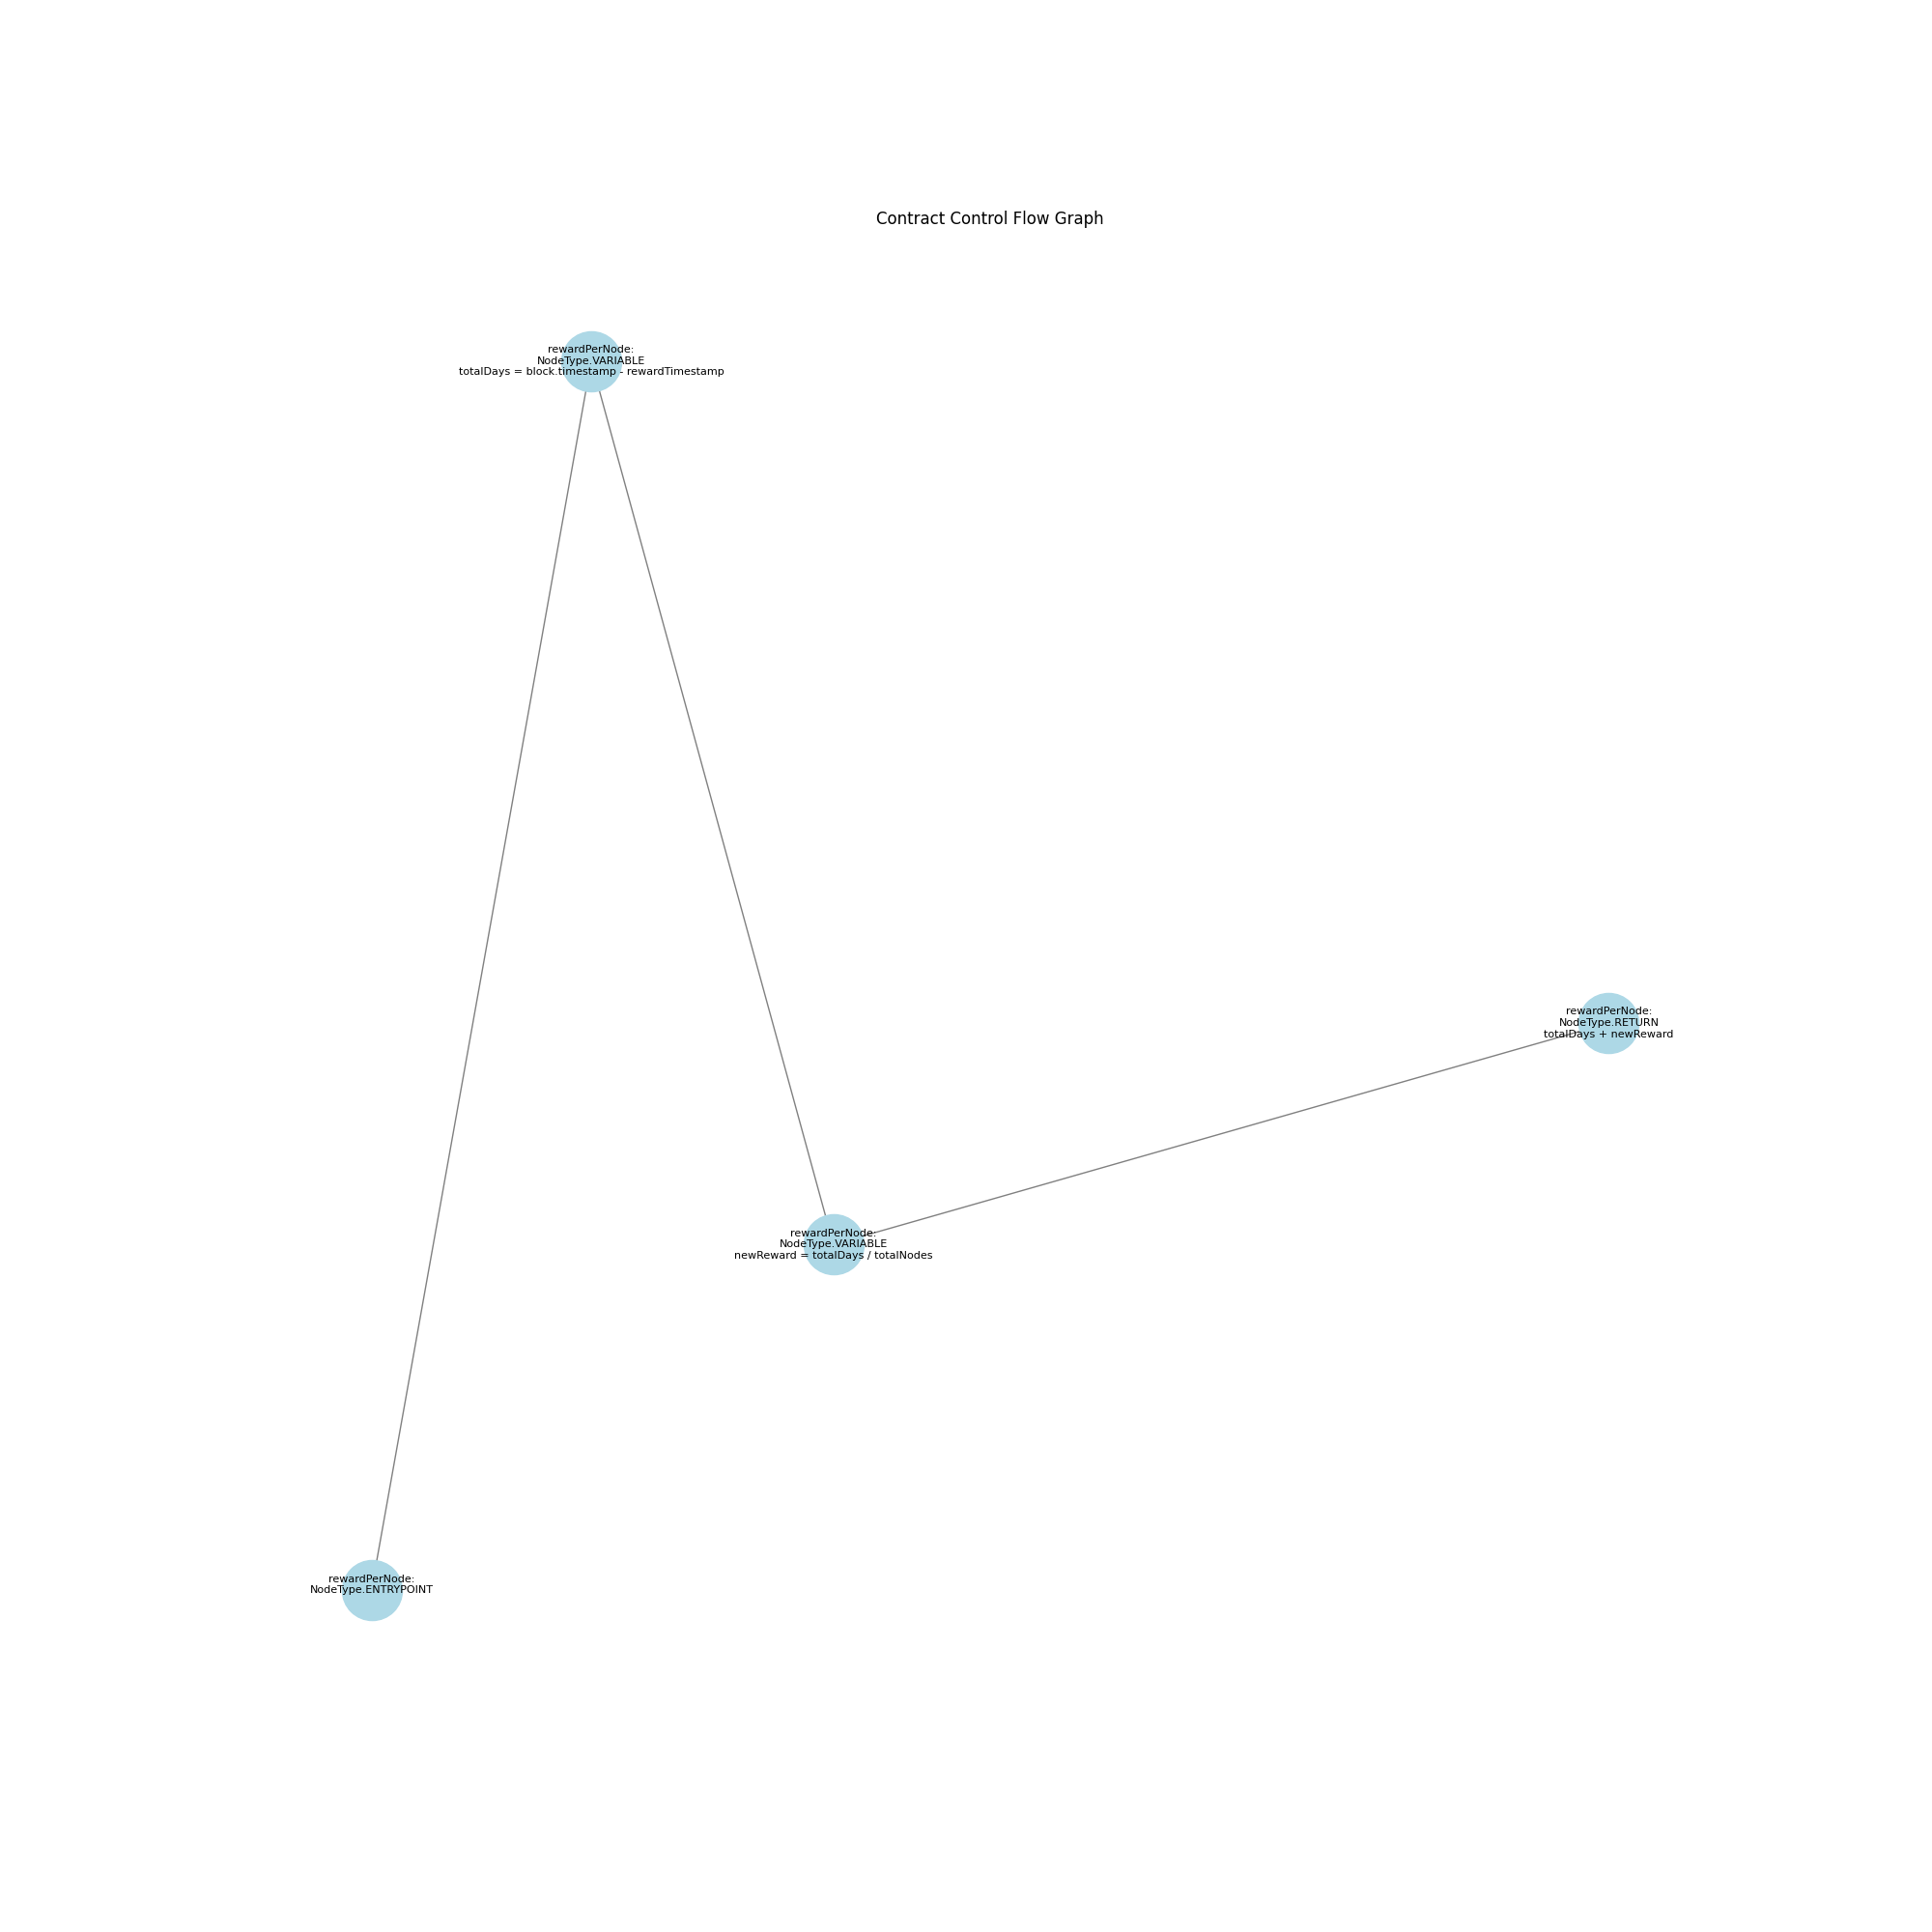 Contract Control Flow Graph
rewardPerNode:
NodeType.VARIABLE
totalDays = block.timestamp - rewardTimestamp
rewardPerNode:
NodeType.RETURN
totalDays + newReward
rewardPerNode:
NodeType.VARIABLE
newReward = totalDays / totalNodes
rewardPerNode:
NodeType.ENTRYPOINT